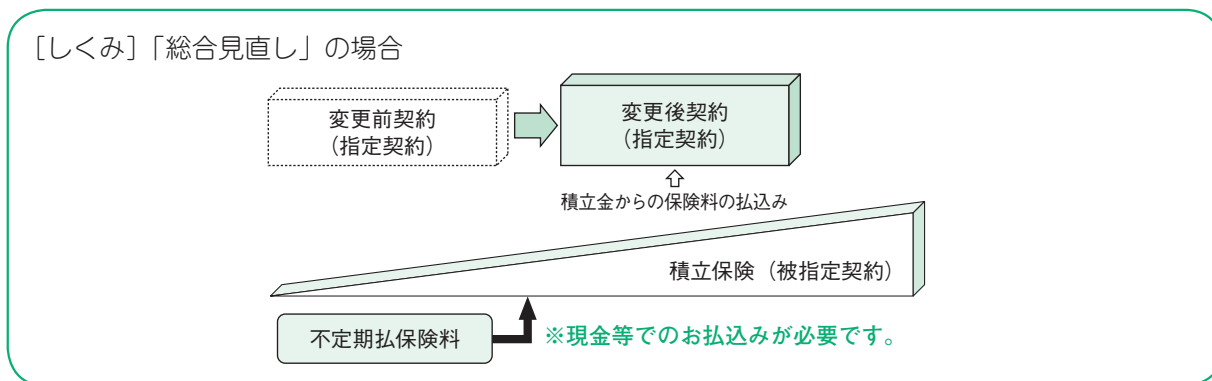 [しくみ]「総合見直し」の場合
変更前契約
(指定契約)
変更後契約
(指定契約)
積立金からの保険料の払込み
積立保険(被指定契約)
不定期払保険料
※現金等でのお払込みが必要です。